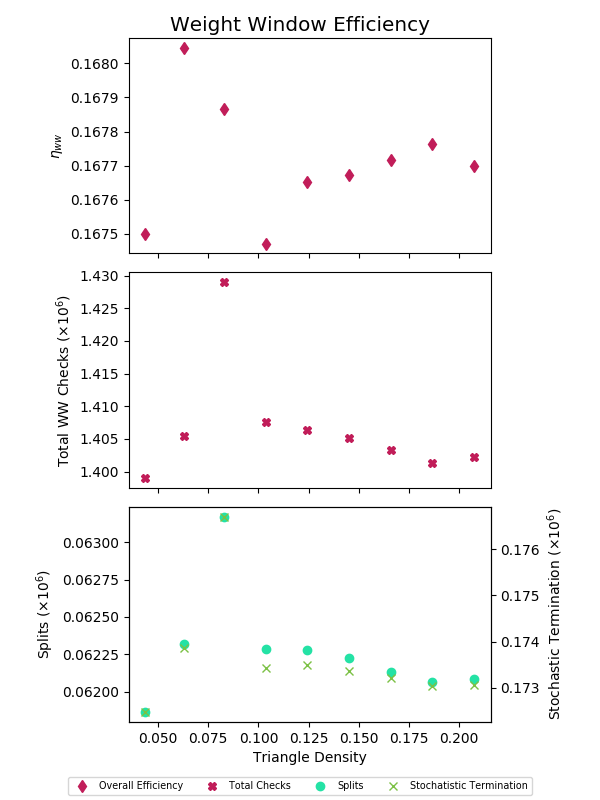 Weight Window Efficiency
0.1680
0.1679
0.1678
0.1677
0.1676
0.1675
ηww
1.430
1.425
1.420
1.415
1.410
1.405
1.400
Total WW Checks (×10⁶)
0.06300
0.06275
0.06250
0.06225
0.06200
Splits (×10⁶)
0.176
0.175
0.174
0.173
Stochastic Termination (×10⁶)
0.050 0.075 0.100 0.125 0.150 0.175 0.200
Triangle Density
Overall Efficiency Total Checks Splits Stochatistic Termination